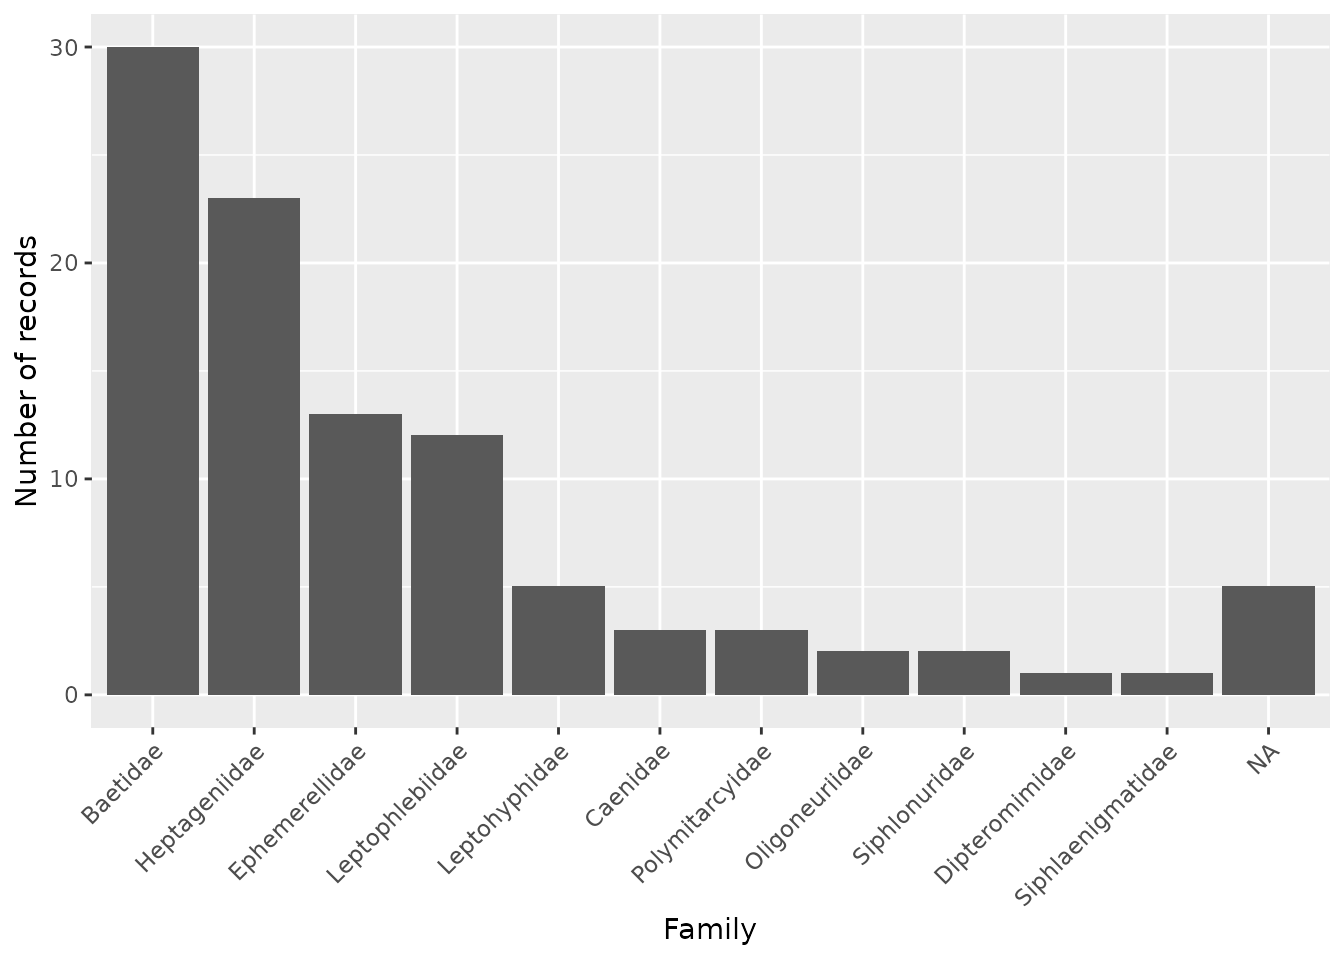 Number of records
30
20
10
0
Baetidae
Heptageniidae
Ephemerellidae
Leptophlebiidae
Leptohyphidae
Caenidae
Polymitarcyidae
Oligoneuriidae
Siphlonuridae
Dipteromimidae
Siphlaenigmatidae
NA
Family